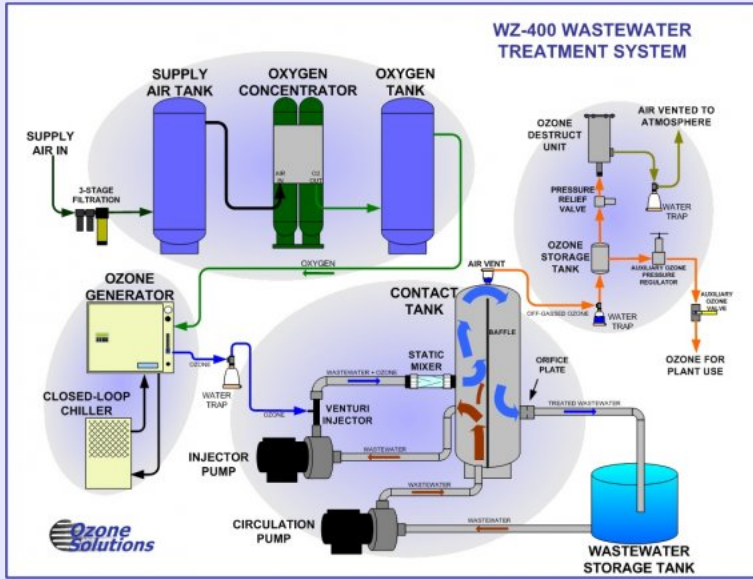 WZ-400 WASTEWATER
TREATMENT SYSTEM
SUPPLY
AIR TANK
OXYGEN
CONCENTRATOR
OXYGEN
TANK
SUPPLY
AIR IN
3-STAGE
FILTRATION
AIR
IN
O2
OUT
OXYGEN
OZONE
DESTRUCT
UNIT
AIR VENTED TO
ATMOSPHERE
PRESSURE
RELIEF
VALVE
WATER
TRAP
OZONE
STORAGE
TANK
AUXILIARY OZONE
PRESSURE
REGULATOR
AUXILIARY
OZONE
VALVE
WATER
TRAP
OZONE FOR
PLANT USE
AIR VENT
OFF-GASSED OZONE
OZONE
GENERATOR
OZONE
WATER
TRAP
OZONE
CLOSED-LOOP
CHILLER
CONTACT
TANK
BAFFLE
STATIC
MIXER
WASTEWATER + OZONE
VENTURI
INJECTOR
ORIFICE
PLATE
TREATED WASTEWATER
INJECTOR
PUMP
WASTEWATER
WASTEWATER
CIRCULATION
PUMP
WASTEWATER
WASTEWATER
STORAGE TANK
Ozone
Solutions